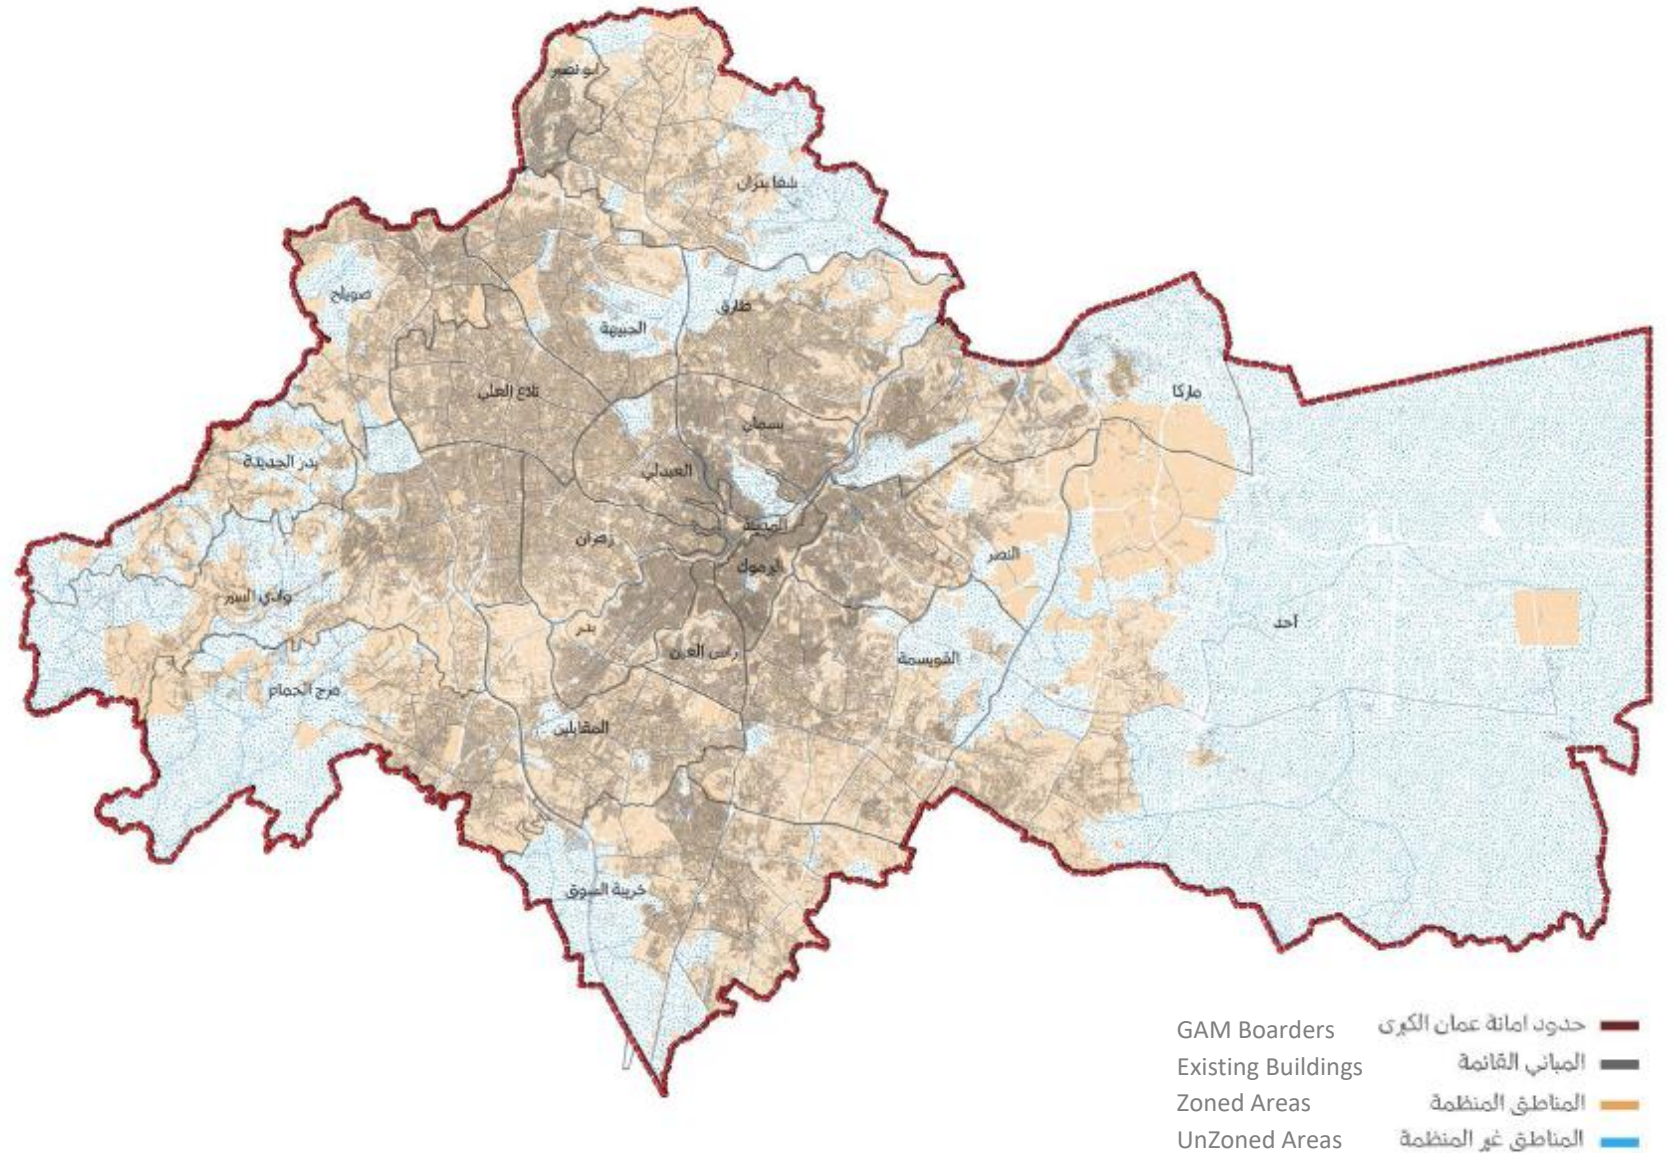 ابو نصير
شفا بدران
صويلح
الجبيهة
طارق
تلاع العلي
ماركا
بسمان
بدر الجديدة
العبدلي
المدينة
زهران
اليرموك
النصر
وادي السير
بدر
أحد
راس العين
القويسمة
مرج الحمام
المقابلين
خريبة السوق
GAM Boarders حدود امانة عمان الكبرى
Existing Buildings المباني القائمة
Zoned Areas المناطق المنظمة
UnZoned Areas المناطق غير المنظمة